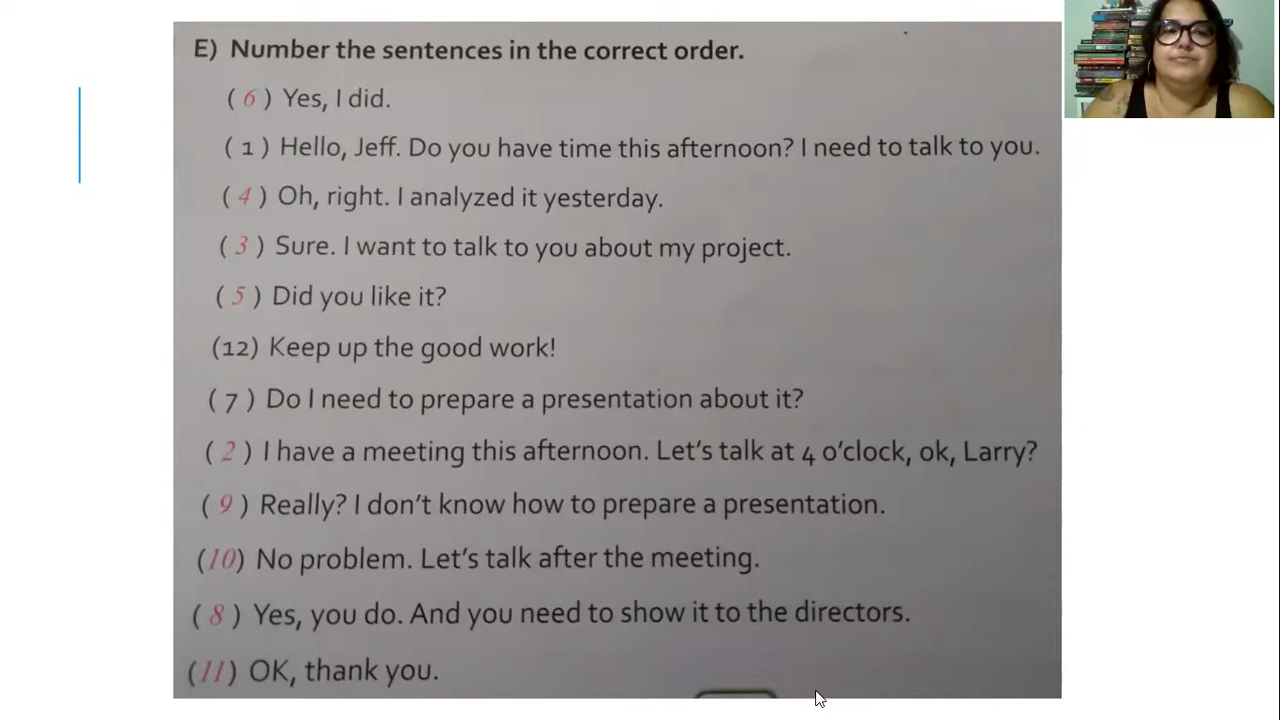 E) Number the sentences in the correct order.
( 6 ) Yes, I did.
( 1 ) Hello, Jeff. Do you have time this afternoon? I need to talk to you.
( 4 ) Oh, right. I analyzed it yesterday.
( 3 ) Sure. I want to talk to you about my project.
( 5 ) Did you like it?
(12) Keep up the good work!
( 7 ) Do I need to prepare a presentation about it?
( 2 ) I have a meeting this afternoon. Let's talk at 4 o'clock, ok, Larry?
( 9 ) Really? I don't know how to prepare a presentation.
(10) No problem. Let's talk after the meeting.
( 8 ) Yes, you do. And you need to show it to the directors.
(11) OK, thank you.